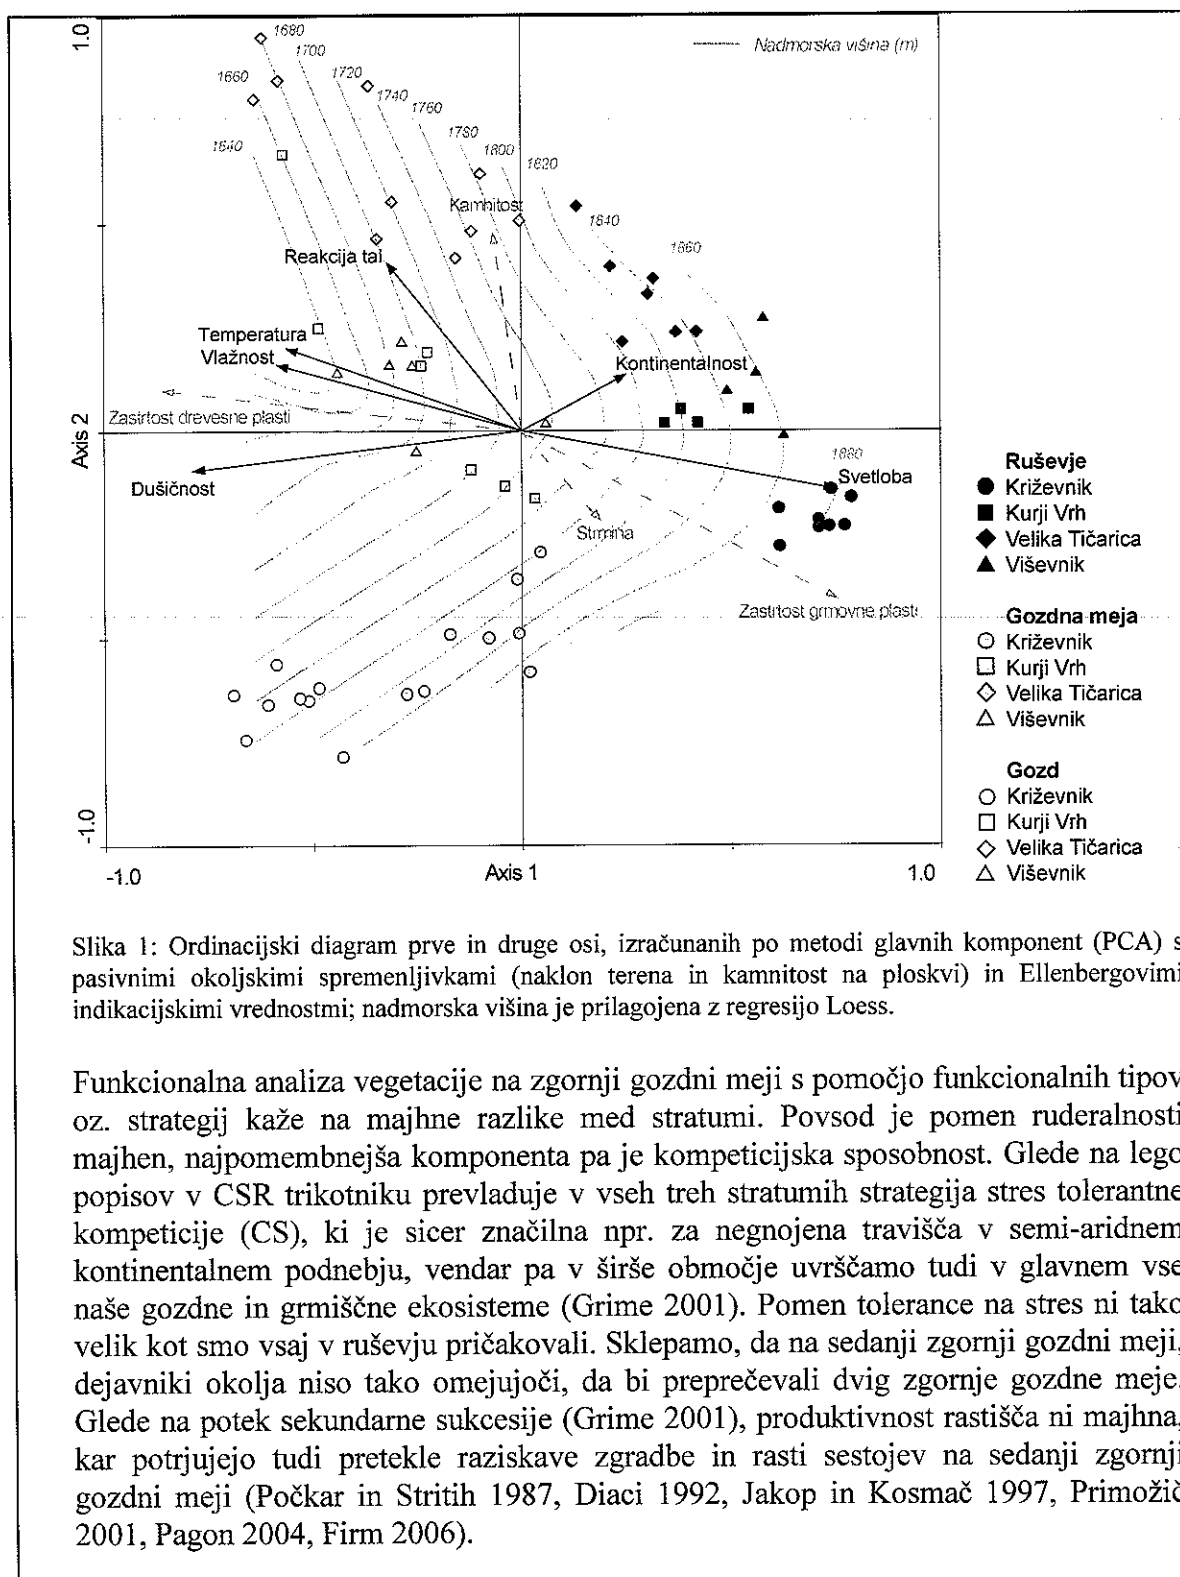 1.0
1680
1700
Nadmorska višina (m)
1660
1720
1740
1760
1640
1780
1800
1820
Kamnitost
1840
1860
Reakcija tal
Temperatura
Vlažnost
Kontinentalnost
Zastrtost drevesne plasti
Axis 2
1880
Svetloba
Dušičnost
Strmina
Zastrtost grmovne plasti
-1.0
-1.0
Axis 1
1.0
Ruševje
Križevnik
Kurji Vrh
Velika Tičarica
Viševnik
Gozdna meja
Križevnik
Kurji Vrh
Velika Tičarica
Viševnik
Gozd
Križevnik
Kurji Vrh
Velika Tičarica
Viševnik
Slika 1: Ordinacijski diagram prve in druge osi, izračunanih po metodi glavnih komponent (PCA) s
pasivnimi okoljskimi spremenljivkami (naklon terena in kamnitost na ploskvi) in Ellenbergovimi
indikacijskimi vrednostmi; nadmorska višina je prilagojena z regresijo Loess.
Funkcionalna analiza vegetacije na zgornji gozdni meji s pomočjo funkcionalnih tipov
oz. strategij kaže na majhne razlike med stratumi. Povsod je pomen ruderalnosti
majhen, najpomembnejša komponenta pa je kompeticijska sposobnost. Glede na lego
popisov v CSR trikotniku prevladuje v vseh treh stratumih strategija stres tolerantne
kompeticije (CS), ki je sicer značilna npr. za negnojena travišča v semi-aridnem
kontinentalnem podnebju, vendar pa v širše območje uvrščamo tudi v glavnem vse
naše gozdne in grmiščne ekosisteme (Grime 2001). Pomen tolerance na stres ni tako
velik kot smo vsaj v ruševju pričakovali. Sklepamo, da na sedanji zgornji gozdni meji,
dejavniki okolja niso tako omejujoči, da bi preprečevali dvig zgornje gozdne meje.
Glede na potek sekundarne sukcesije (Grime 2001), produktivnost rastišča ni majhna,
kar potrjujejo tudi pretekle raziskave zgradbe in rasti sestojev na sedanji zgornji
gozdni meji (Počkar in Stritih 1987, Diaci 1992, Jakop in Kosmač 1997, Primožič
2001, Pagon 2004, Firm 2006).